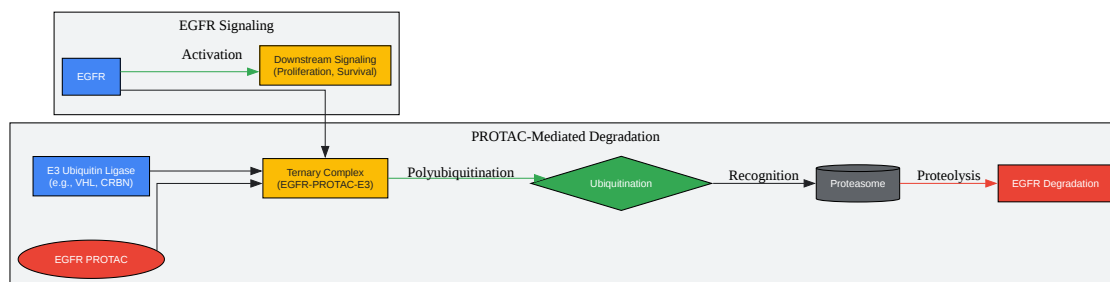 EGFR Signaling
Activation
EGFR
Downstream Signaling
(Proliferation, Survival)
PROTAC-Mediated Degradation
E3 Ubiquitin Ligase
(e.g., VHL, CRBN)
Ternary Complex
(EGFR-PROTAC-E3)
Polyubiquitination
Ubiquitination
Recognition
Proteasome
Proteolysis
EGFR Degradation
EGFR PROTAC